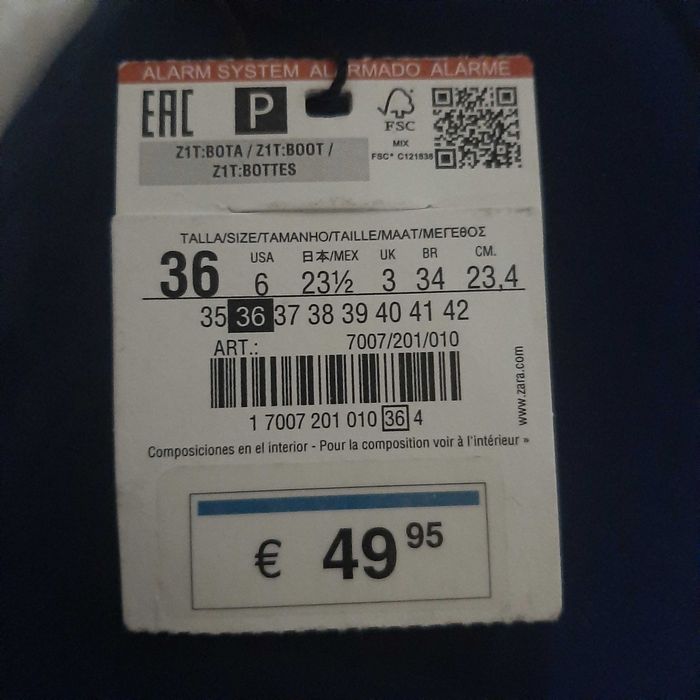 ALARM SYSTEM ALARMADO ALARME
EAC P
FSC
MIX
FSC® C121838
Z1T:BOTA / Z1T:BOOT /
Z1T:BOTTES
TALLA/SIZE/TAMANHO/TAILLE/MAAT/ΜΕΓΕΘΟΣ
USA 日本/MEX UK BR CM.
36 6 23½ 3 34 23,4
35 36 37 38 39 40 41 42
ART.: 7007/201/010
1 7007 201 010 36 4
www.zara.com
Composiciones en el interior - Pour la composition voir à l'intérieur »
€ 49 95